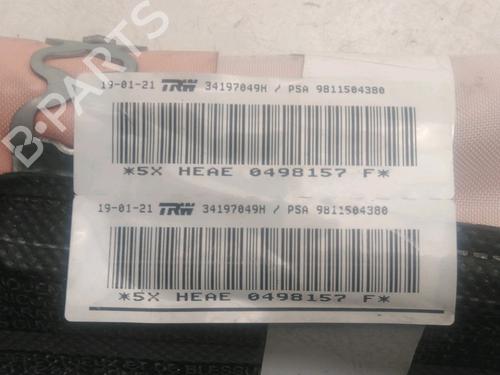 19-01-21 TRW 34197049H / PSA 9811504380
*5X HEAE 0498157 F*
19-01-21 TRW 34197049H / PSA 9811504380
*5X HEAE 0498157 F*
B-PARTS